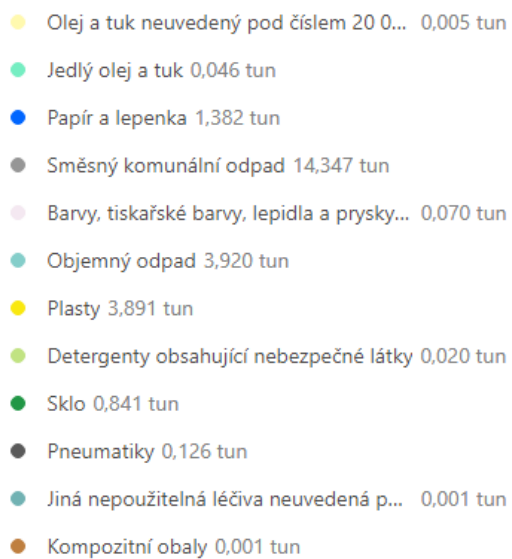 Olej a tuk neuvedený pod číslem 20 0... 0,005 tun
Jedlý olej a tuk 0,046 tun
Papír a lepenka 1,382 tun
Směsný komunální odpad 14,347 tun
Barvy, tiskařské barvy, lepidla a prysky... 0,070 tun
Objemný odpad 3,920 tun
Plasty 3,891 tun
Detergenty obsahující nebezpečné látky 0,020 tun
Sklo 0,841 tun
Pneumatiky 0,126 tun
Jiná nepoužitelná léčiva neuvedená p... 0,001 tun
Kompozitní obaly 0,001 tun